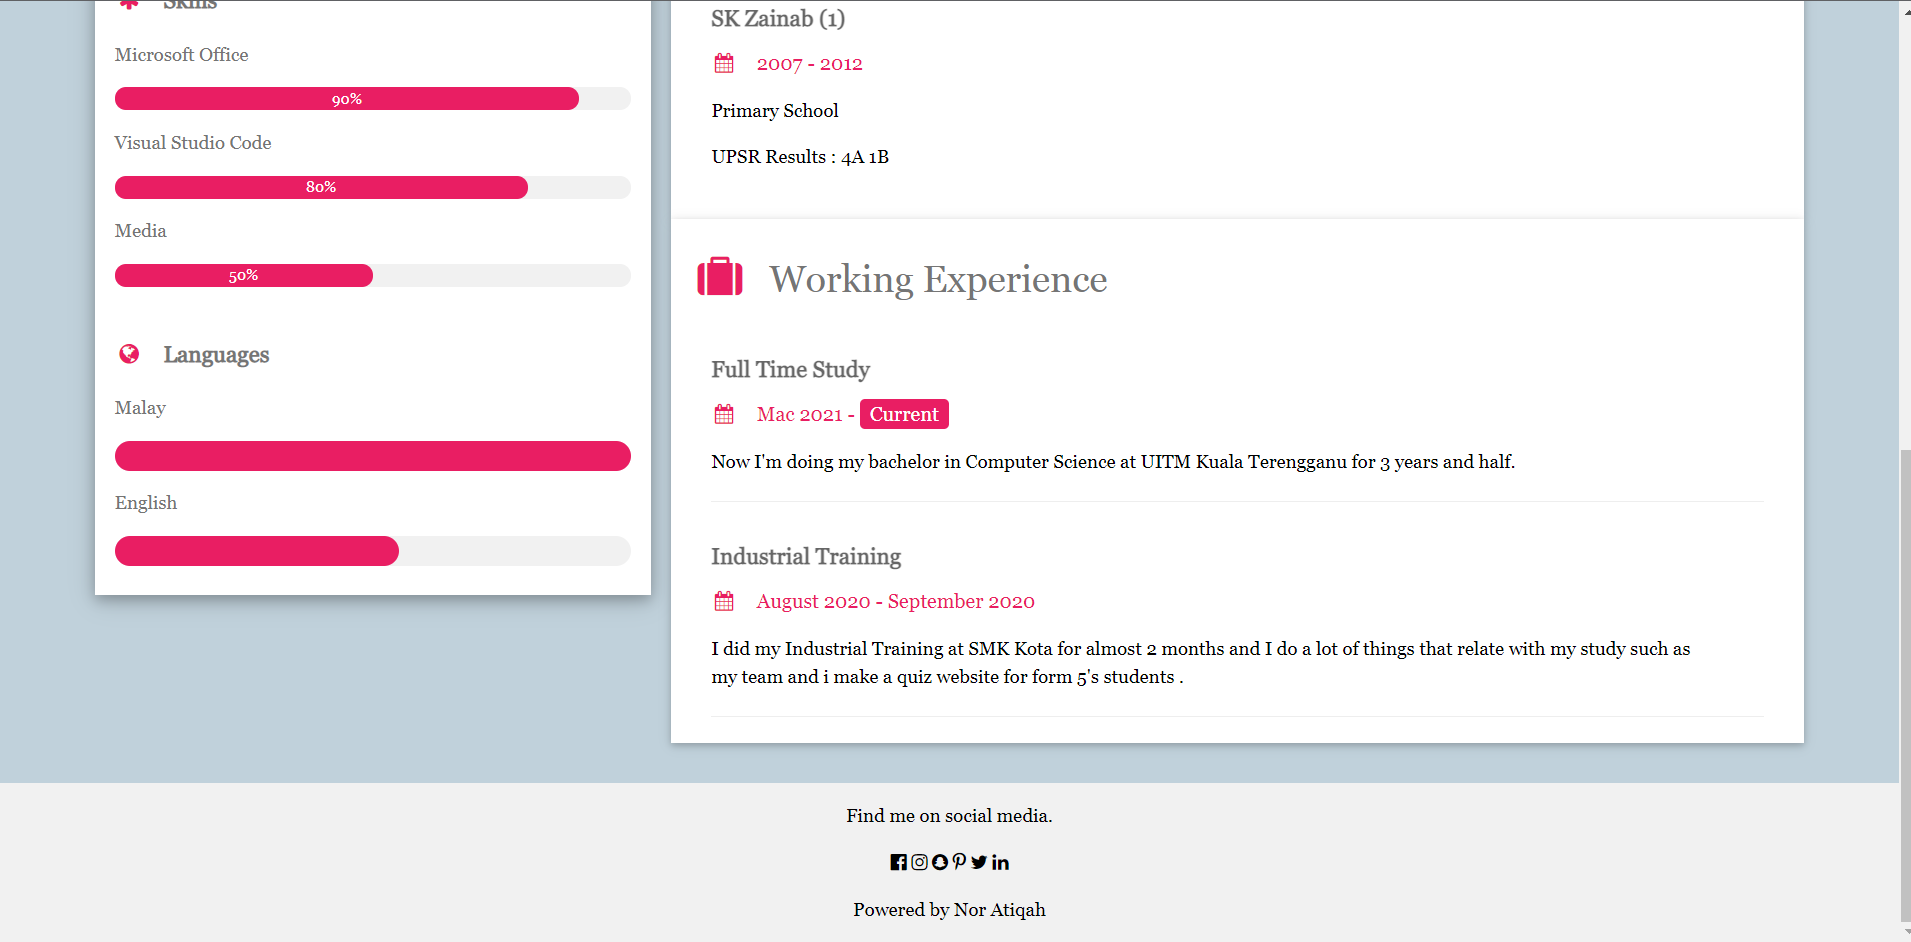 Skills
Microsoft Office
90%
Visual Studio Code
80%
Media
50%
Languages
Malay
English
SK Zainab (1)
2007 - 2012
Primary School
UPSR Results : 4A 1B
Working Experience
Full Time Study
Mac 2021 - Current
Now I'm doing my bachelor in Computer Science at UITM Kuala Terengganu for 3 years and half.
Industrial Training
August 2020 - September 2020
I did my Industrial Training at SMK Kota for almost 2 months and I do a lot of things that relate with my study such as
my team and i make a quiz website for form 5's students .
Find me on social media.
Powered by Nor Atiqah